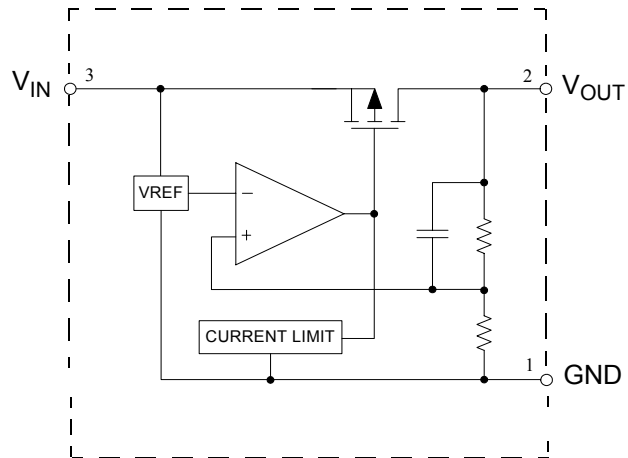 3
V_IN
2
V_OUT
VREF
−
+
CURRENT LIMIT
1
GND